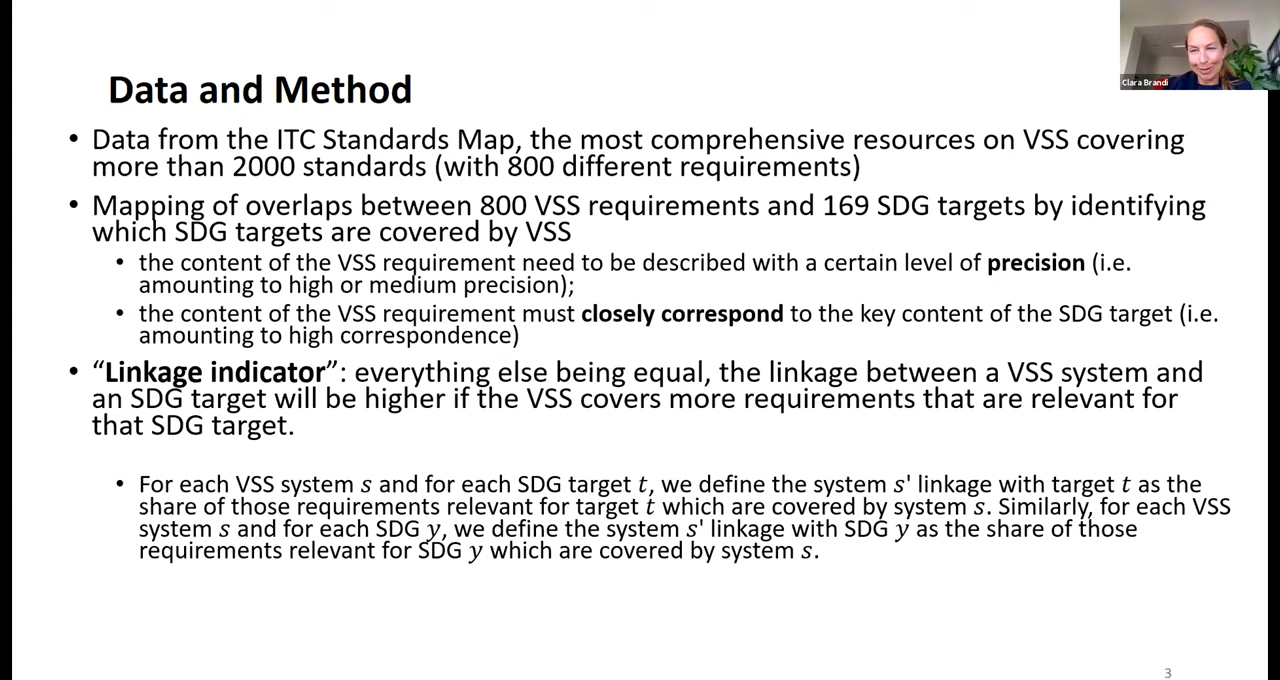 Clara Brandi
Data and Method
• Data from the ITC Standards Map, the most comprehensive resources on VSS covering
more than 2000 standards (with 800 different requirements)
• Mapping of overlaps between 800 VSS requirements and 169 SDG targets by identifying
which SDG targets are covered by VSS
• the content of the VSS requirement need to be described with a certain level of precision (i.e.
amounting to high or medium precision);
• the content of the VSS requirement must closely correspond to the key content of the SDG target (i.e.
amounting to high correspondence)
• “Linkage indicator”: everything else being equal, the linkage between a VSS system and
an SDG target will be higher if the VSS covers more requirements that are relevant for
that SDG target.
• For each VSS system s and for each SDG target t, we define the system s' linkage with target t as the
share of those requirements relevant for target t which are covered by system s. Similarly, for each VSS
system s and for each SDG y, we define the system s' linkage with SDG y as the share of those
requirements relevant for SDG y which are covered by system s.
3